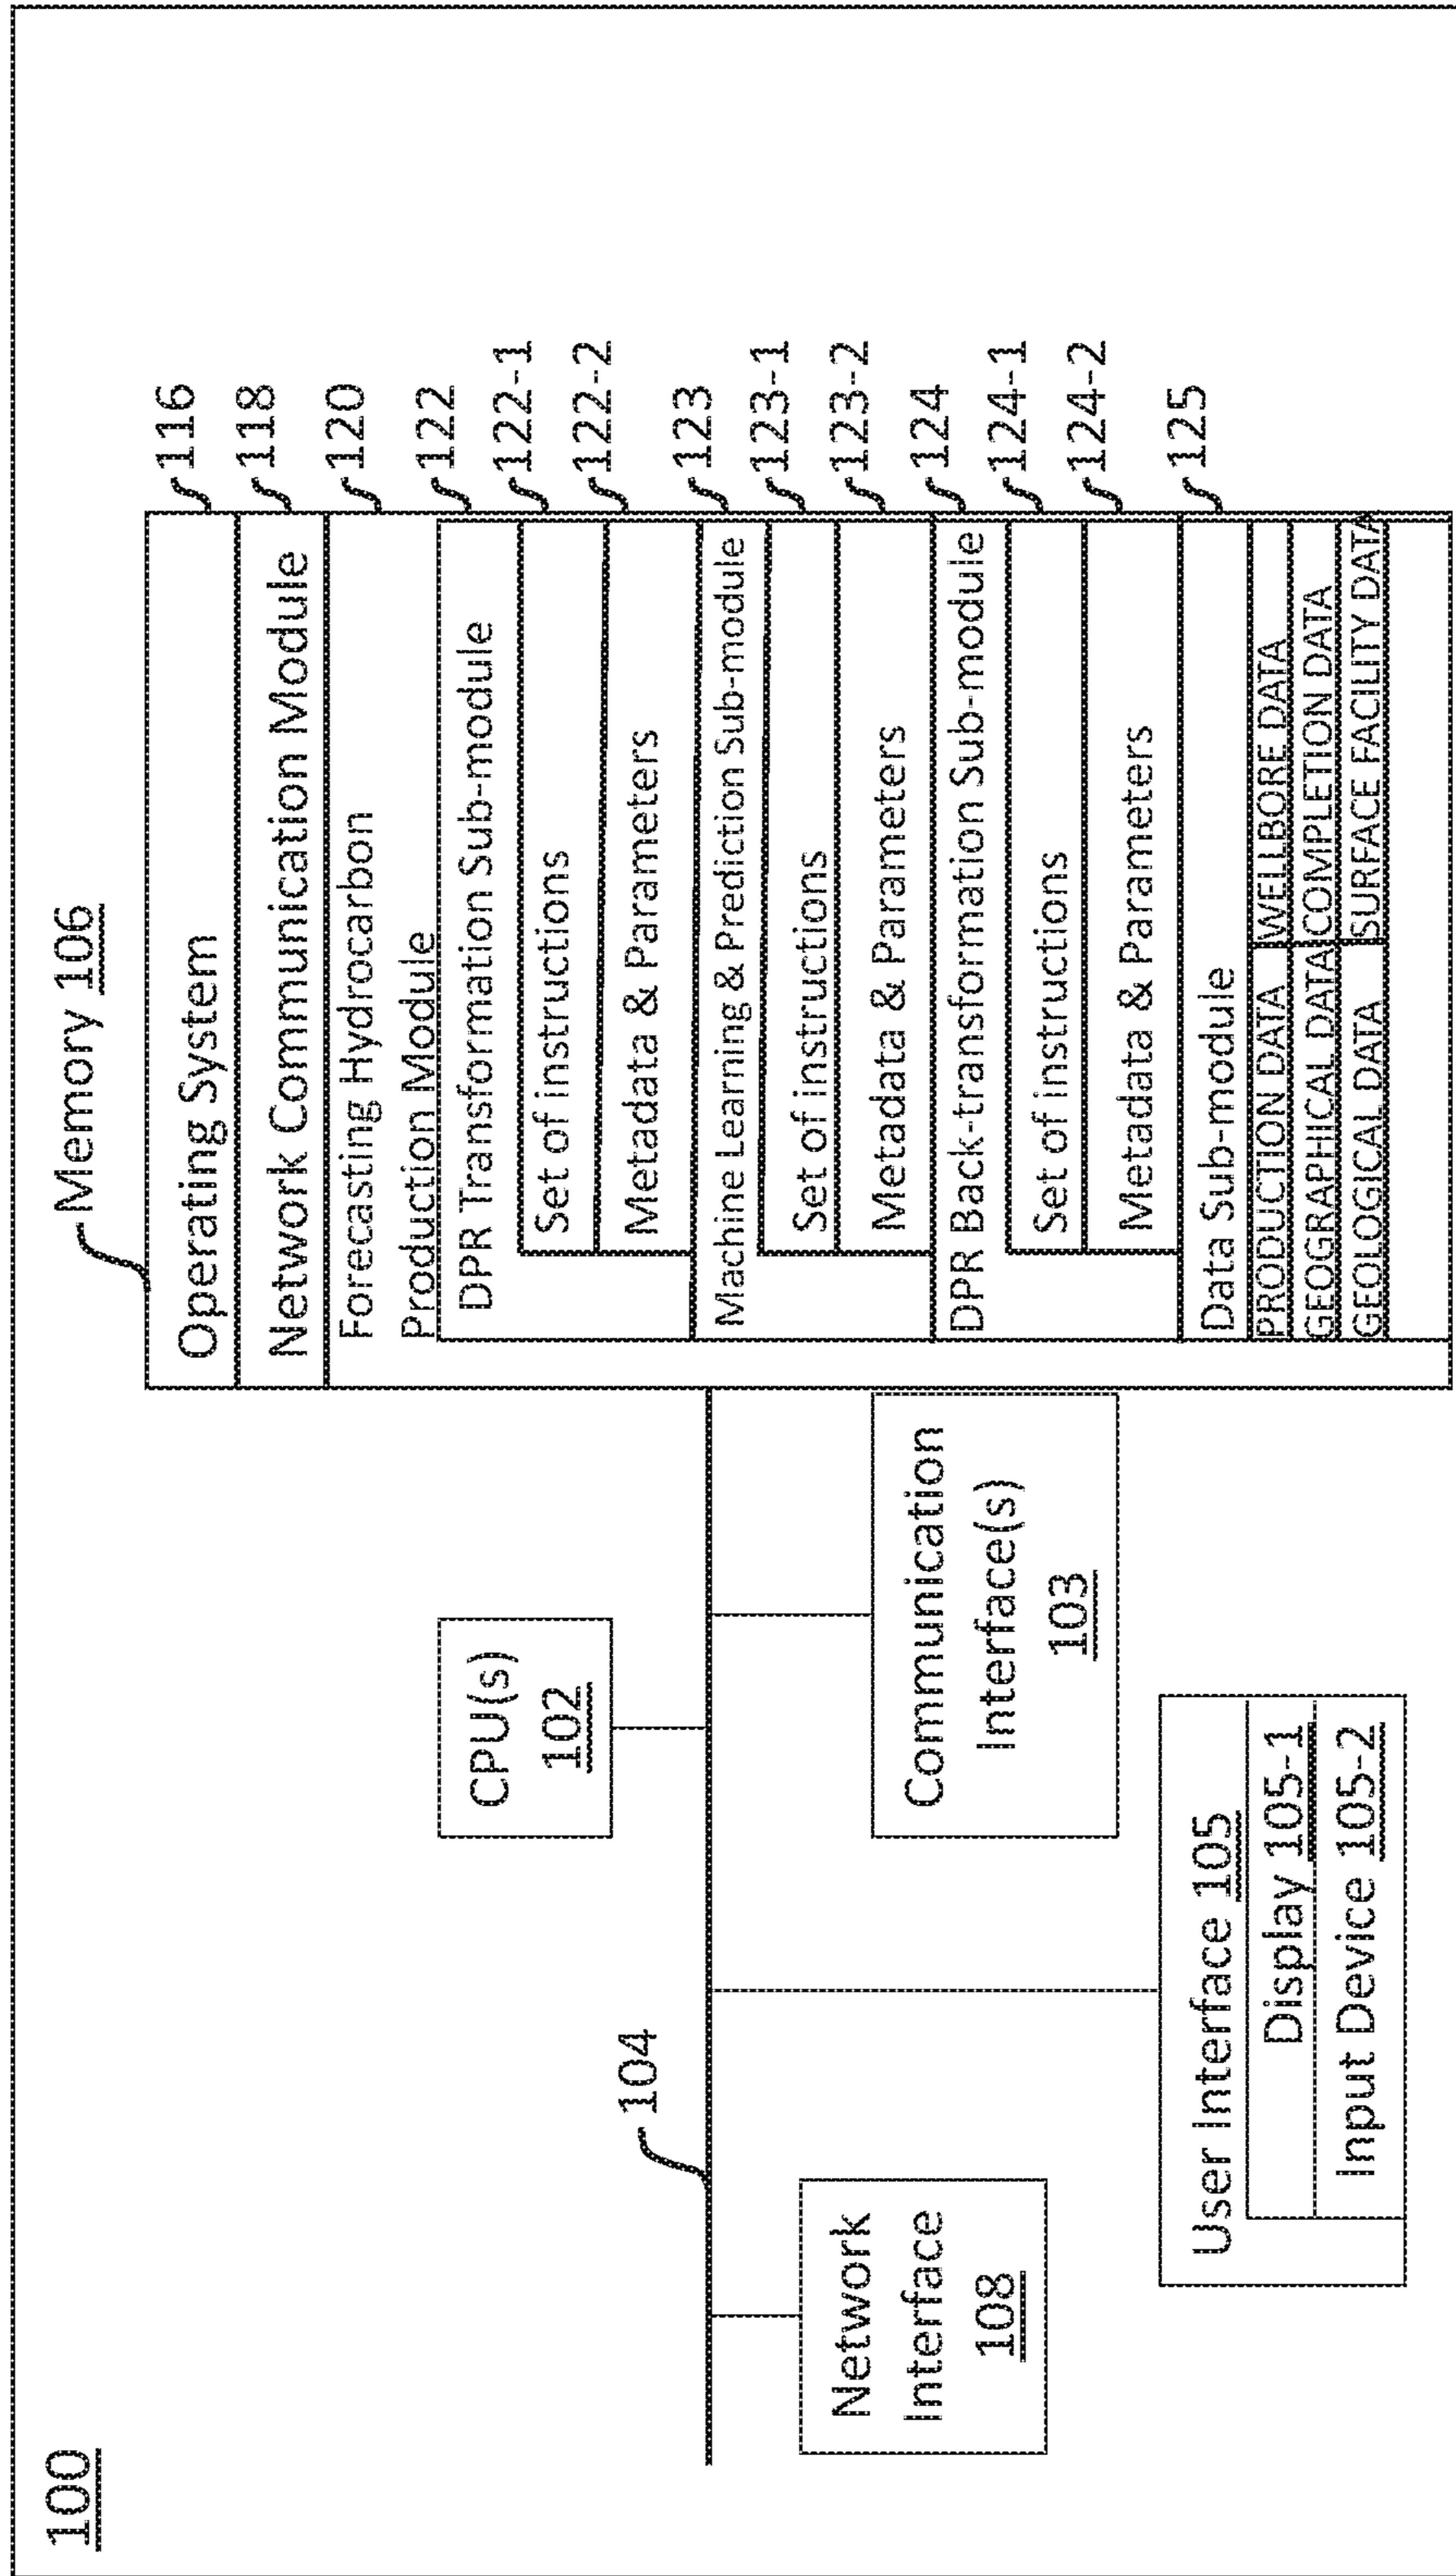 100
Memory 106
Operating System
116
Network Communication Module
118
Forecasting Hydrocarbon
Production Module
120
DPR Transformation Sub-module
122
Set of instructions
122-1
Metadata & Parameters
122-2
Machine Learning & Prediction Sub-module
123
Set of instructions
123-1
Metadata & Parameters
123-2
DPR Back-transformation Sub-module
124
Set of instructions
124-1
Metadata & Parameters
124-2
Data Sub-module
125
PRODUCTION DATA
WELLBORE DATA
GEOGRAPHICAL DATA
COMPLETION DATA
GEOLOGICAL DATA
SURFACE FACILITY DATA
CPU(s)
102
104
Network
Interface
108
Communication
Interface(s)
103
User Interface 105
Display 105-1
Input Device 105-2